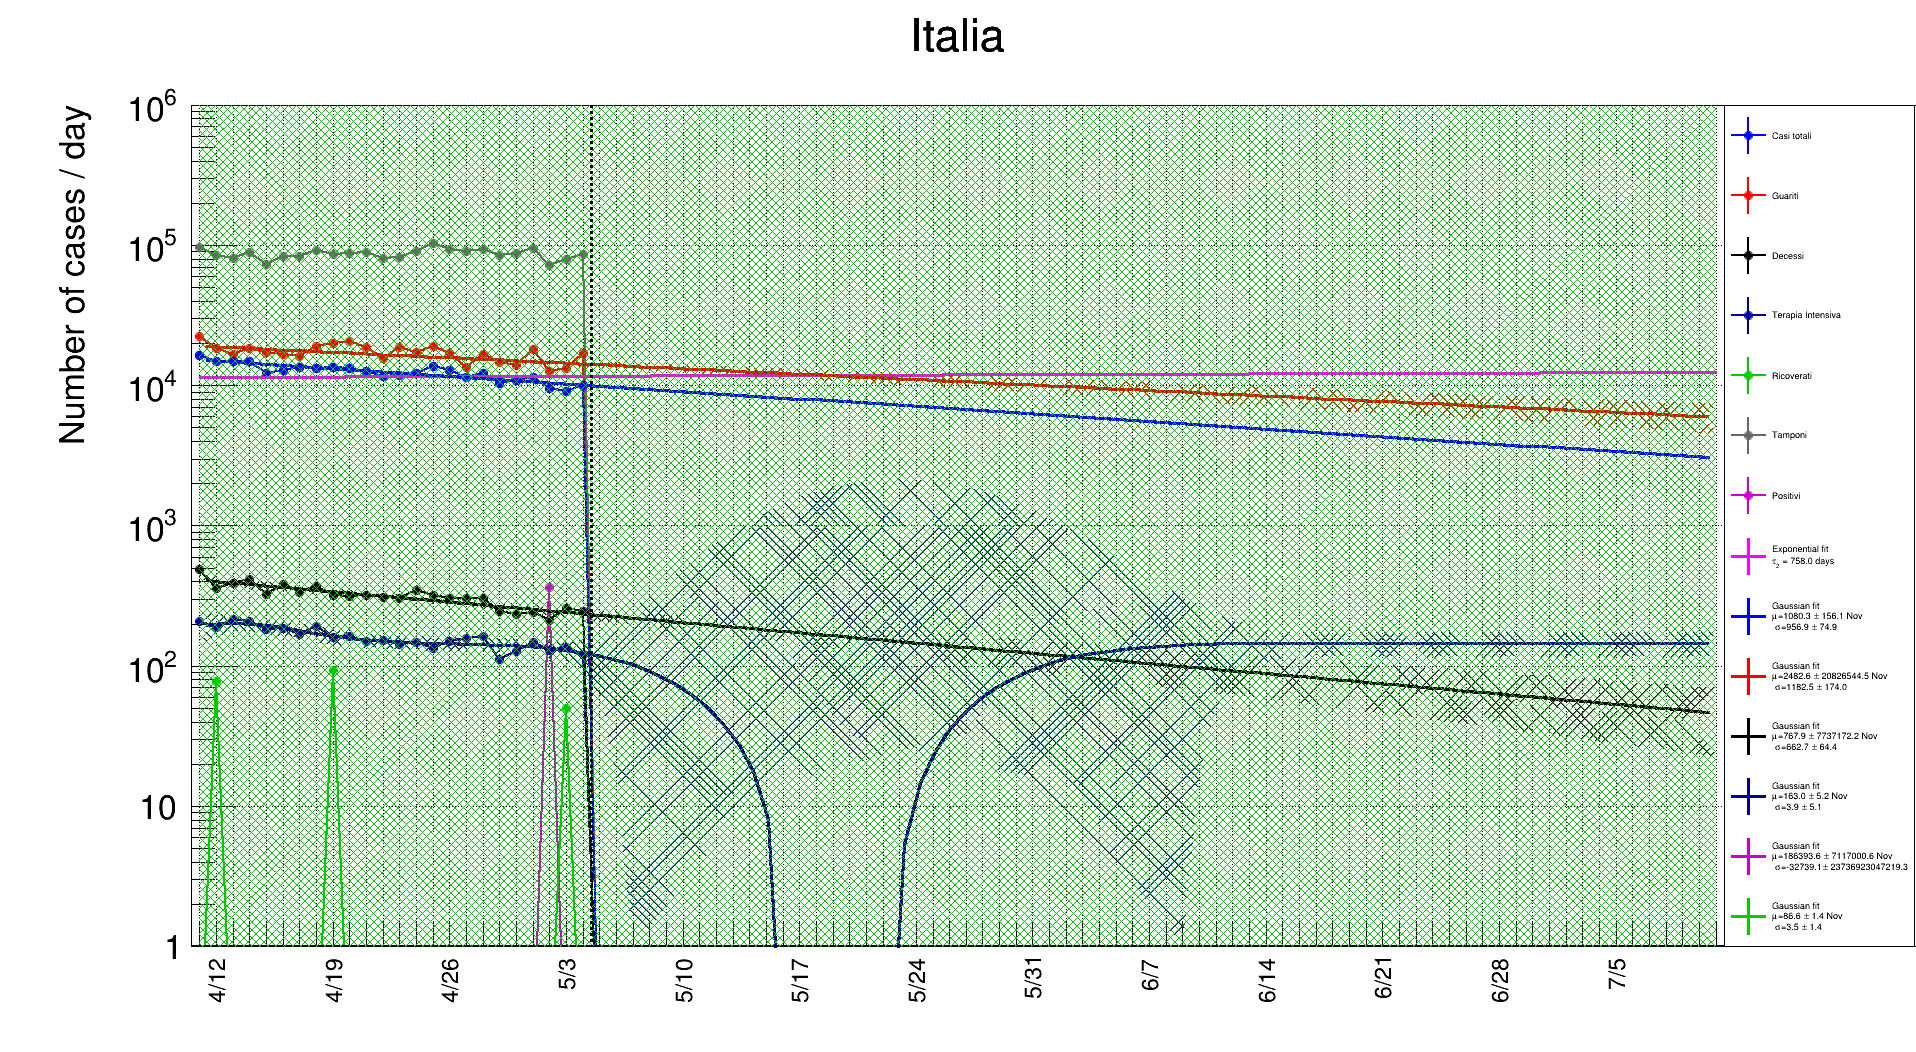 Italia
Number of cases / day
10^6
10^5
10^4
10^3
10^2
10
1
4/12
4/19
4/26
5/3
5/10
5/17
5/24
5/31
6/7
6/14
6/21
6/28
7/5
Casi totali
Guariti
Decessi
Terapia Intensiva
Ricoverati
Tamponi
Positivi
Exponential fit
τ_2 = 758.0 days
Gaussian fit
μ=1080.3 ± 156.1 Nov
σ=956.9 ± 74.9
Gaussian fit
μ=2482.6 ± 20826544.5 Nov
σ=1182.5 ± 174.0
Gaussian fit
μ=767.9 ± 7737172.2 Nov
σ=662.7 ± 64.4
Gaussian fit
μ=163.0 ± 5.2 Nov
σ=3.9 ± 5.1
Gaussian fit
μ=186393.6 ± 7117000.6 Nov
σ=-32739.1 ± 23736923047219.3
Gaussian fit
μ=86.6 ± 1.4 Nov
σ=3.5 ± 1.4